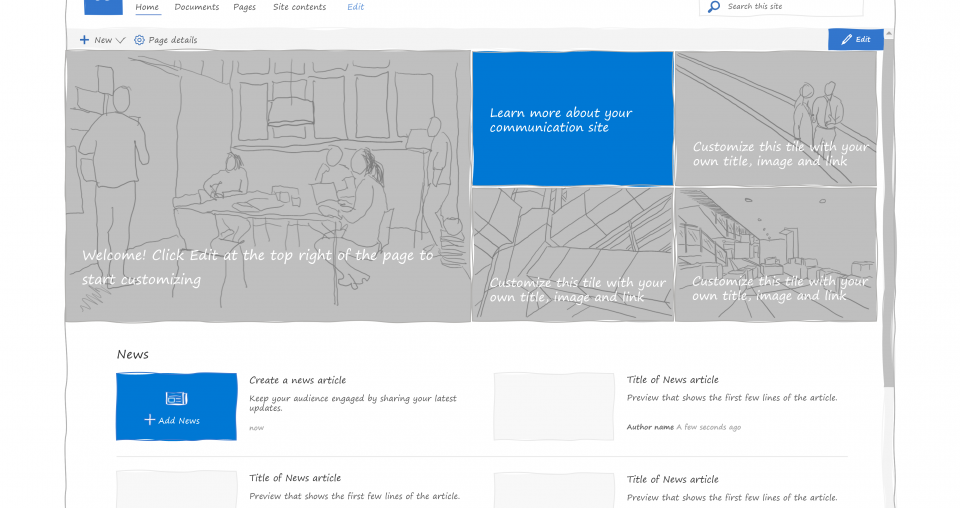 Home Documents Pages Site contents Edit
Search this site
New Page details
Edit
Welcome! Click Edit at the top right of the page to
start customizing
Learn more about your
communication site
Customize this tile with your
own title, image and link
Customize this tile with your
own title, image and link
Customize this tile with your
own title, image and link
News
Add News
Create a news article
Keep your audience engaged by sharing your latest
updates.
now
Title of News article
Preview that shows the first few lines of the article.
Author name A few seconds ago
Title of News article
Preview that shows the first few lines of the article.
Title of News article
Preview that shows the first few lines of the article.